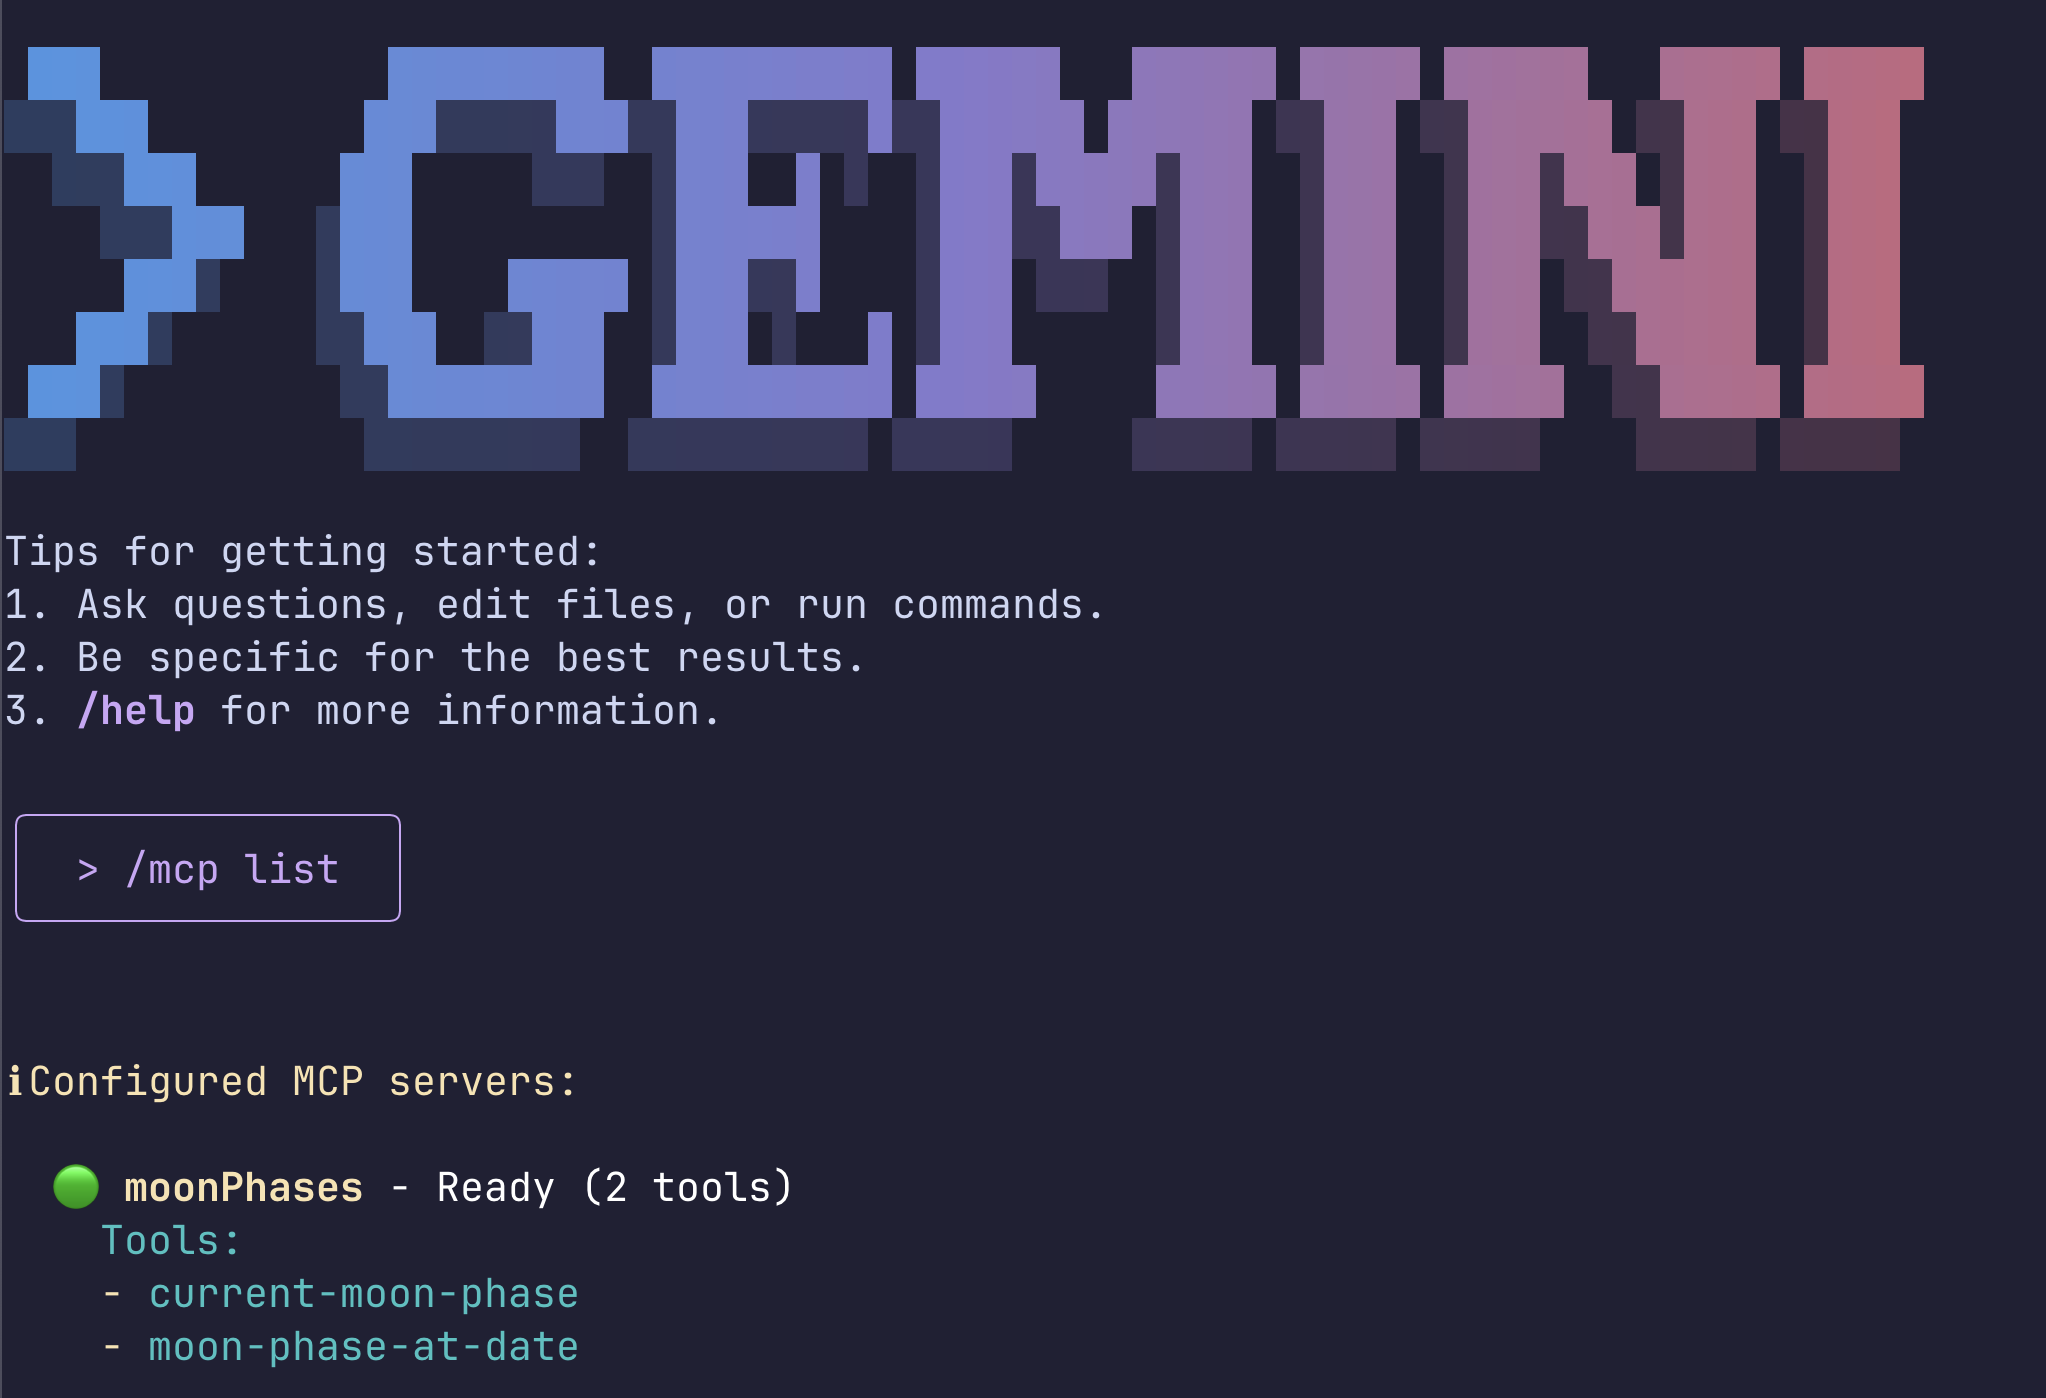 > GEMINI
Tips for getting started:
1. Ask questions, edit files, or run commands.
2. Be specific for the best results.
3. /help for more information.
> /mcp list
ℹConfigured MCP servers:
🟢 moonPhases - Ready (2 tools)
Tools:
- current-moon-phase
- moon-phase-at-date